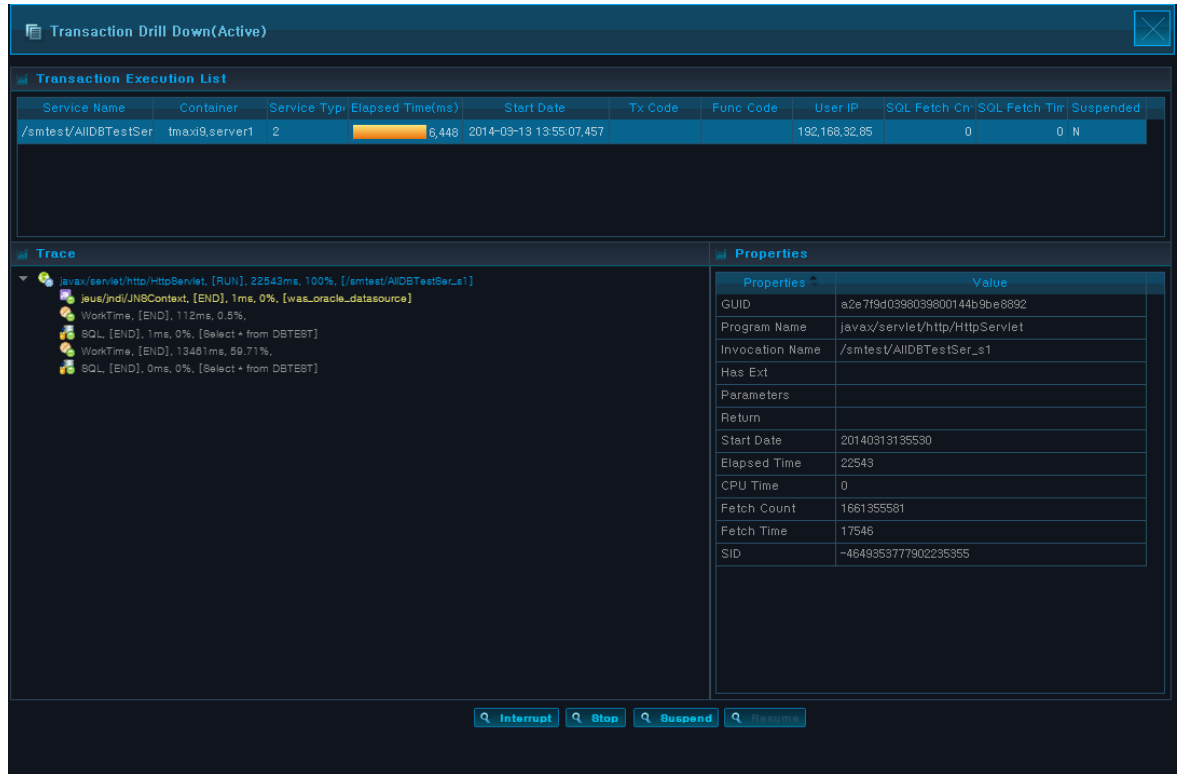 Transaction Drill Down(Active)
Transaction Execution List
Service Name Container Service Typ Elapsed Time(ms) Start Date Tx Code Func Code User IP SQL Fetch Cn SQL Fetch Tim Suspended
/smtest/AllDBTestSer tmaxi9,server1 2 6,448 2014-03-13 13:55:07,457 192,168,32,85 0 0 N
Trace
javax/servlet/http/HttpServlet, [RUN], 22543ms, 100%, [/smtest/AllDBTestSer_s1]
jeus/jndi/JNSContext, [END], 1ms, 0%, [was_oracle_datasource]
WorkTime, [END], 112ms, 0.5%,
SQL, [END], 1ms, 0%, [Select * from DBTEST]
WorkTime, [END], 13461ms, 59.71%,
SQL, [END], 0ms, 0%, [Select * from DBTEST]
Properties
Properties Value
GUID a2e7f9d0398039800144b9be8892
Program Name javax/servlet/http/HttpServlet
Invocation Name /smtest/AllDBTestSer_s1
Has Ext
Parameters
Return
Start Date 20140313135530
Elapsed Time 22543
CPU Time 0
Fetch Count 1661355581
Fetch Time 17546
SID -4649353777902235355
Interrupt Stop Suspend Resume